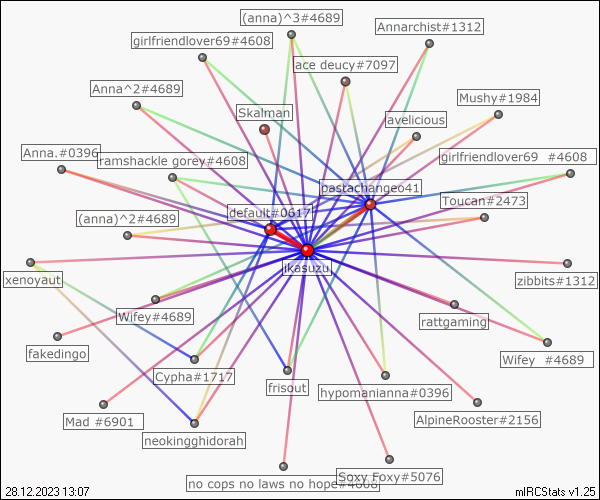 (anna)^3#4689
Annarchist#1312
girlfriendlover69#4608
ace deucy#7097
Anna^2#4689
Mushy#1984
Skalman
avelicious
Anna.#0396
ramshackle gorey#4608
girlfriendlover69 #4608
pastachangeo41
Toucan#2473
(anna)^2#4689
default#0617
jkasuzu
xenoyaut
zibbits#1312
Wifey#4689
rattgaming
fakedingo
Wifey #4689
Cypha#1717
frisout
hypomanianna#0396
Mad #6901
AlpineRooster#2156
neokingghidorah
Soxy Foxy#5076
no cops no laws no hope#4608
28.12.2023 13:07
mIRCStats v1.25